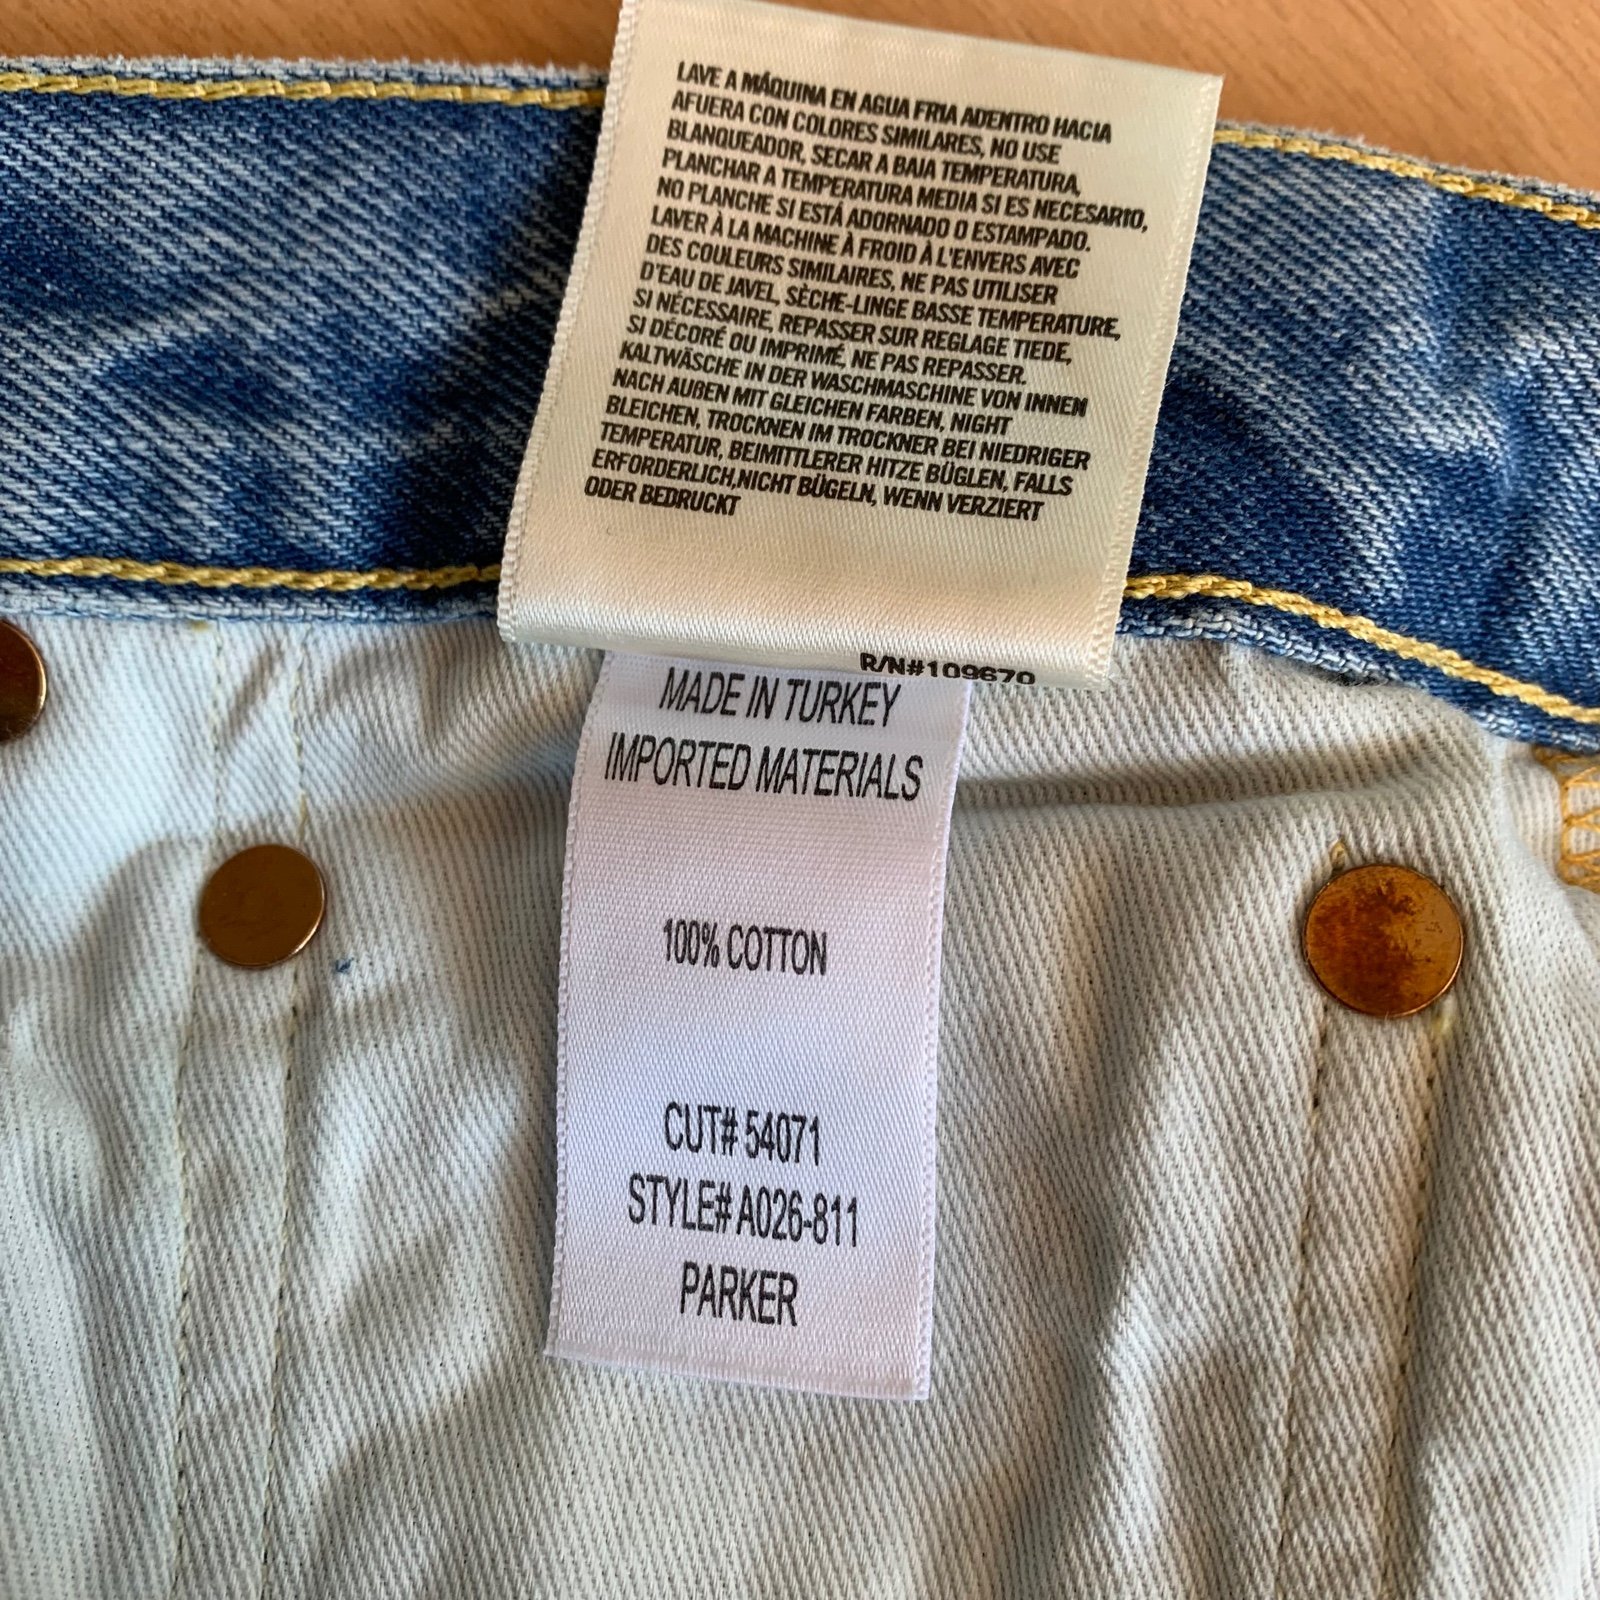 LAVE A MÁQUINA EN AGUA FRIA ADENTRO HACIA
AFUERA CON COLORES SIMILARES, NO USE
BLANQUEADOR, SECAR A BAJA TEMPERATURA,
PLANCHAR A TEMPERATURA MEDIA SI ES NECESARIO,
NO PLANCHE SI ESTÁ ADORNADO O ESTAMPADO.
LAVER À LA MACHINE À FROID À L'ENVERS AVEC
DES COULEURS SIMILAIRES, NE PAS UTILISER
D'EAU DE JAVEL, SÈCHE-LINGE BASSE TEMPERATURE,
SI NÉCESSAIRE, REPASSER SUR REGLAGE TIEDE,
SI DÉCORÉ OU IMPRIMÉ, NE PAS REPASSER.
KALTWÄSCHE IN DER WASCHMASCHINE VON INNEN
NACH AUßEN MIT GLEICHEN FARBEN, NIGHT
BLEICHEN, TROCKNEN IM TROCKNER BEI NIEDRIGER
TEMPERATUR, BEIMITTLERER HITZE BÜGLEN, FALLS
ERFORDERLICH,NICHT BÜGELN, WENN VERZIERT
ODER BEDRUCKT
R/N#109670
MADE IN TURKEY
IMPORTED MATERIALS
100% COTTON
CUT# 54071
STYLE# A026-811
PARKER